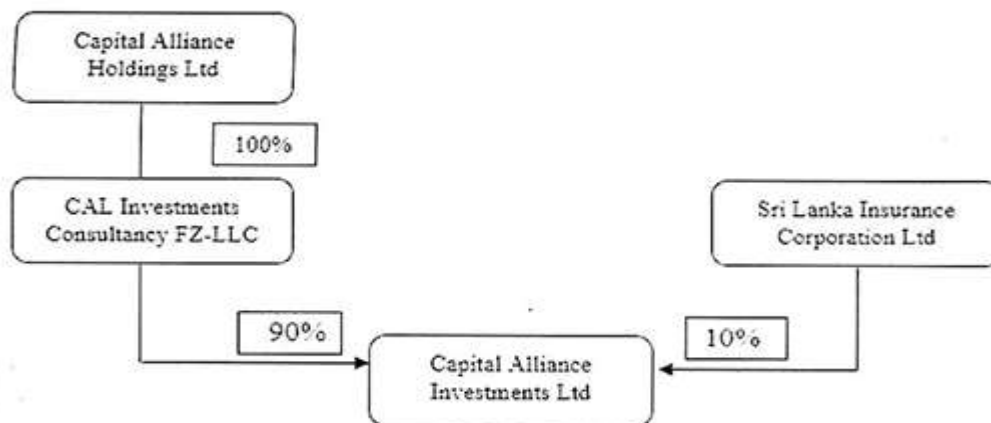 Capital Alliance
Holdings Ltd
100%
CAL Investments
Consultancy FZ-LLC
Sri Lanka Insurance
Corporation Ltd
90%
10%
Capital Alliance
Investments Ltd